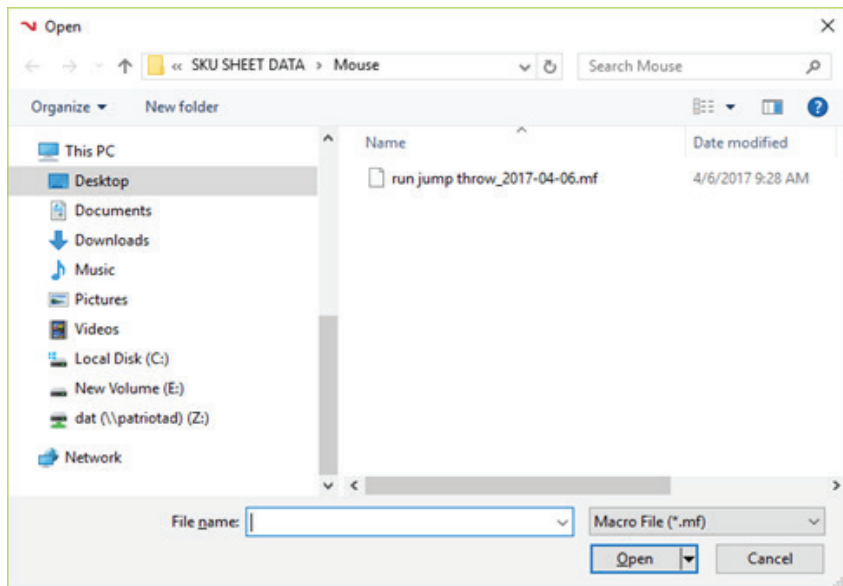 Open
« SKU SHEET DATA > Mouse
Search Mouse
Organize
New folder
?
This PC
Desktop
Documents
Downloads
Music
Pictures
Videos
Local Disk (C:)
New Volume (E:)
dat (\\patriotad) (Z:)
Network
Name
Date modified
run jump throw_2017-04-06.mf
4/6/2017 9:28 AM
File name:
Macro File (*.mf)
Open
Cancel